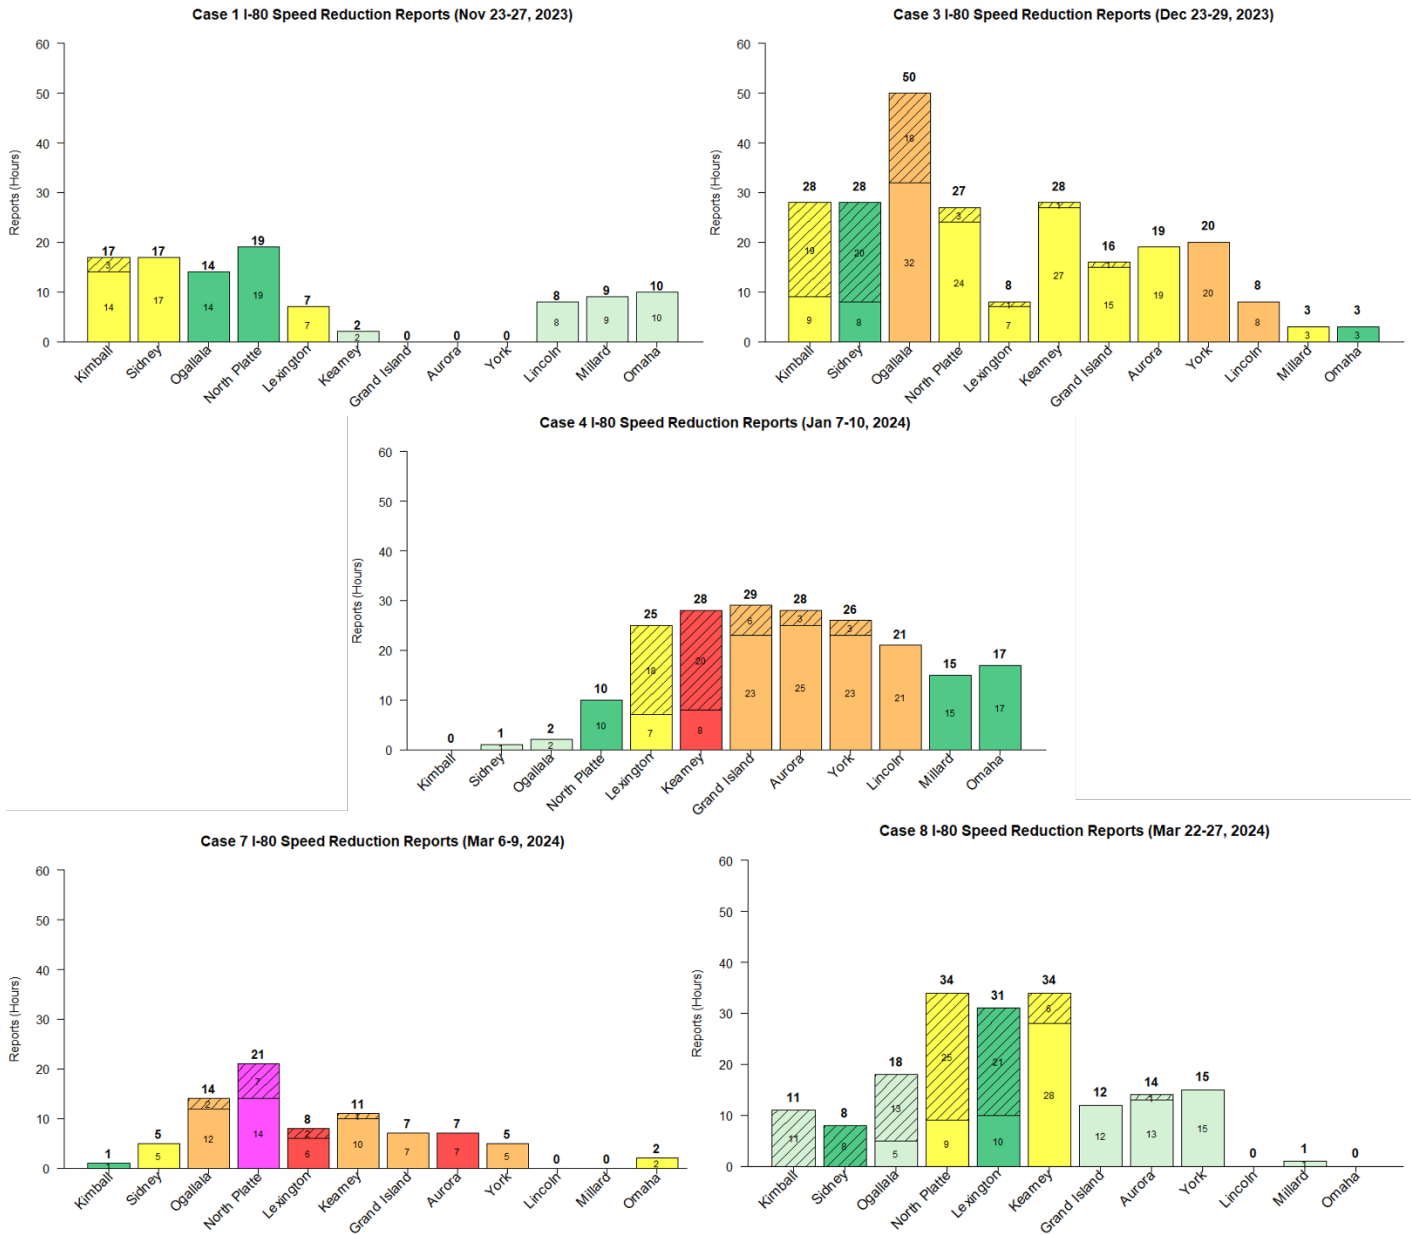 Case 1 I-80 Speed Reduction Reports (Nov 23-27, 2023)
Reports (Hours)
60
50
40
30
20
10
0
17 17 14 19 7 2 0 0 0 8 9 10
3
14 17 14 19 7 2 8 9 10
Kimball Sidney Ogallala North Platte Lexington Kearney Grand Island Aurora York Lincoln Millard Omaha
Case 3 I-80 Speed Reduction Reports (Dec 23-29, 2023)
Reports (Hours)
60
50
40
30
20
10
0
28 28 50 27 8 28 16 19 20 8 3 3
19 20 18 3 1 1 1
9 8 32 24 7 27 15 19 20 8 3 3
Kimball Sidney Ogallala North Platte Lexington Kearney Grand Island Aurora York Lincoln Millard Omaha
Case 4 I-80 Speed Reduction Reports (Jan 7-10, 2024)
Reports (Hours)
60
50
40
30
20
10
0
0 1 2 10 25 28 29 28 26 21 15 17
18 20 6 3 3
1 2 10 7 8 23 25 23 21 15 17
Kimball Sidney Ogallala North Platte Lexington Kearney Grand Island Aurora York Lincoln Millard Omaha
Case 7 I-80 Speed Reduction Reports (Mar 6-9, 2024)
Reports (Hours)
60
50
40
30
20
10
0
1 5 14 21 8 11 7 7 5 0 0 2
2 7 2 1
1 5 12 14 6 10 7 7 5 2
Kimball Sidney Ogallala North Platte Lexington Kearney Grand Island Aurora York Lincoln Millard Omaha
Case 8 I-80 Speed Reduction Reports (Mar 22-27, 2024)
Reports (Hours)
60
50
40
30
20
10
0
11 8 18 34 31 34 12 14 15 0 1 0
11 8 13 25 21 6 1
5 9 10 28 12 13 15 1
Kimball Sidney Ogallala North Platte Lexington Kearney Grand Island Aurora York Lincoln Millard Omaha